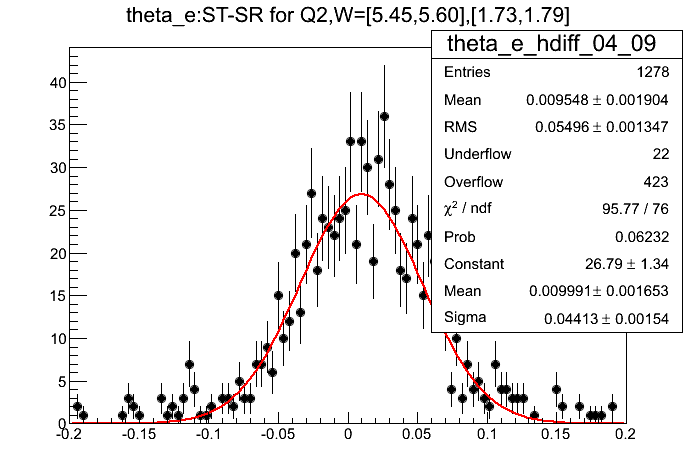 theta_e:ST-SR for Q2,W=[5.45,5.60],[1.73,1.79]
theta_e_hdiff_04_09
Entries 1278
Mean 0.009548 ± 0.001904
RMS 0.05496 ± 0.001347
Underflow 22
Overflow 423
χ² / ndf 95.77 / 76
Prob 0.06232
Constant 26.79 ± 1.34
Mean 0.009991 ± 0.001653
Sigma 0.04413 ± 0.00154
40
35
30
25
20
15
10
5
0
-0.2 -0.15 -0.1 -0.05 0 0.05 0.1 0.15 0.2